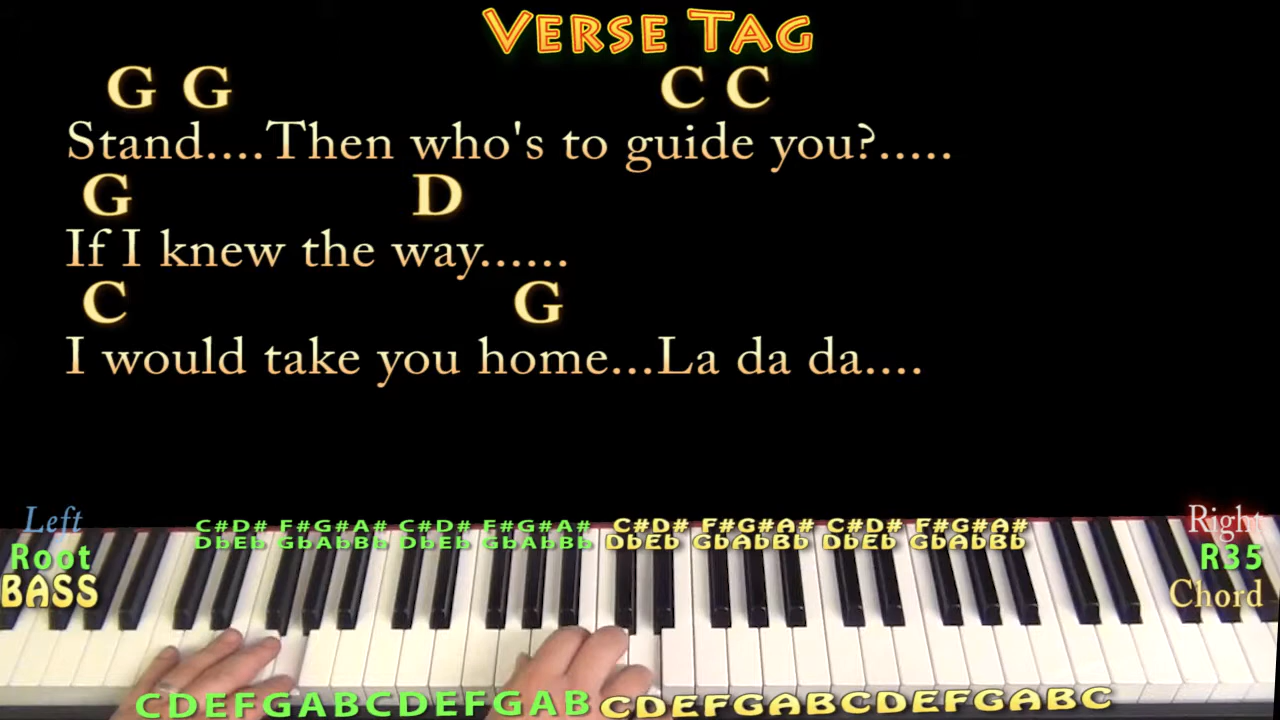 VERSE TAG
G G C C
Stand....Then who's to guide you?.....
G D
If I knew the way......
C G
I would take you home...La da da....
Left
Root
BASS
C#D# F#G#A# C#D# F#G#A# C#D# F#G#A# C#D# F#G#A#
DbEb GbAbBb DbEb GbAbBb DbEb GbAbBb DbEb GbAbBb
Right
R35
Chord
CDEFGABCDEFGAB CDEFGABCDEFGABC